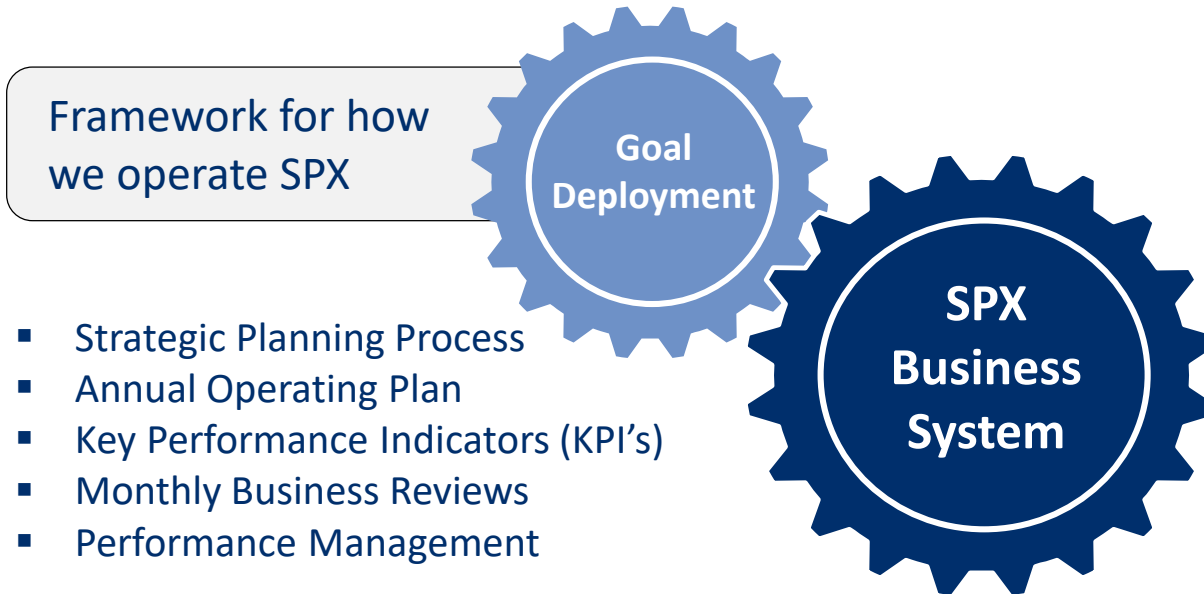 Framework for how
we operate SPX
Goal
Deployment
SPX
Business
System
▪ Strategic Planning Process
▪ Annual Operating Plan
▪ Key Performance Indicators (KPI’s)
▪ Monthly Business Reviews
▪ Performance Management